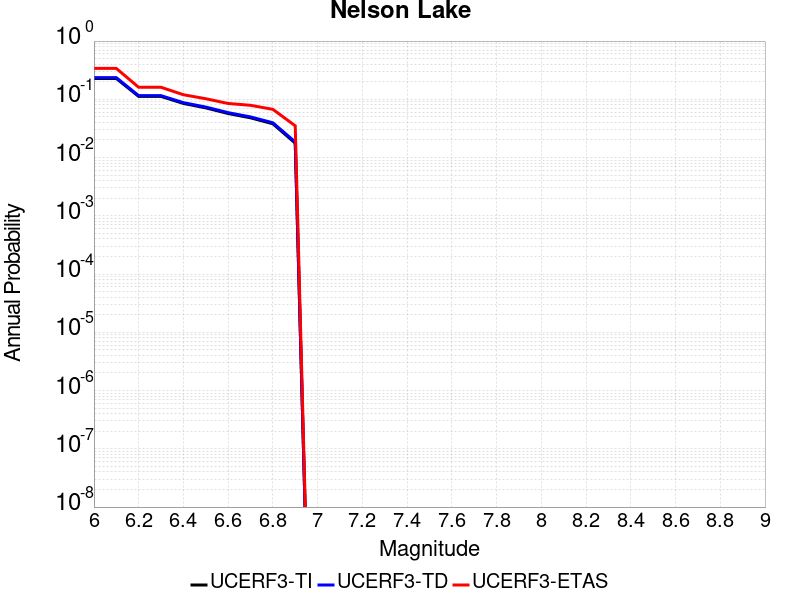 Nelson Lake
Annual Probability
10^0
10^-1
10^-2
10^-3
10^-4
10^-5
10^-6
10^-7
10^-8
6 6.2 6.4 6.6 6.8 7 7.2 7.4 7.6 7.8 8 8.2 8.4 8.6 8.8 9
Magnitude
UCERF3-TI UCERF3-TD UCERF3-ETAS